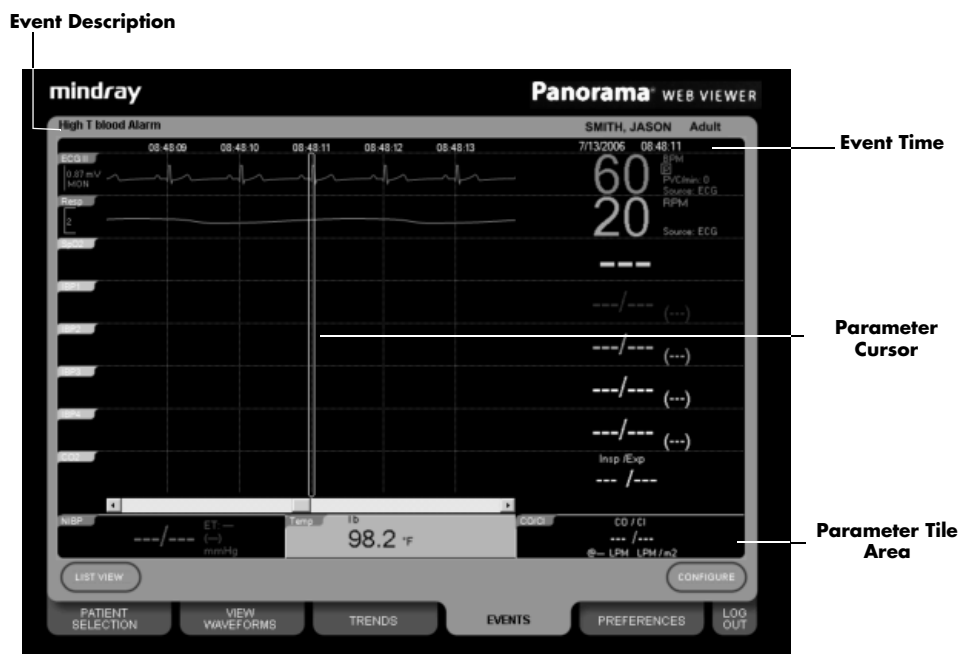 Event Description
mindray
Panorama® WEB VIEWER
High T blood Alarm
SMITH, JASON Adult
Event Time
08:48:09 08:48:10 08:48:11 08:48:12 08:48:13
7/13/2006 08:48:11
ECG II
0.87 mV
MON
60
BPM
PVC/min: 0
Source: ECG
Resp
2
20
RPM
Source: ECG
SpO2
---
IBP1
---/--- (---)
IBP2
---/--- (---)
Parameter
Cursor
IBP3
---/--- (---)
IBP4
---/--- (---)
CO2
Insp /Exp
--- /---
NIBP
---/---
ET: —
(—)
mmHg
Temp
Tb
98.2 °F
CO/CI
CO / CI
--- /---
@— LPM LPM/m2
Parameter Tile
Area
LIST VIEW
CONFIGURE
PATIENT
SELECTION
VIEW
WAVEFORMS
TRENDS
EVENTS
PREFERENCES
LOG
OUT